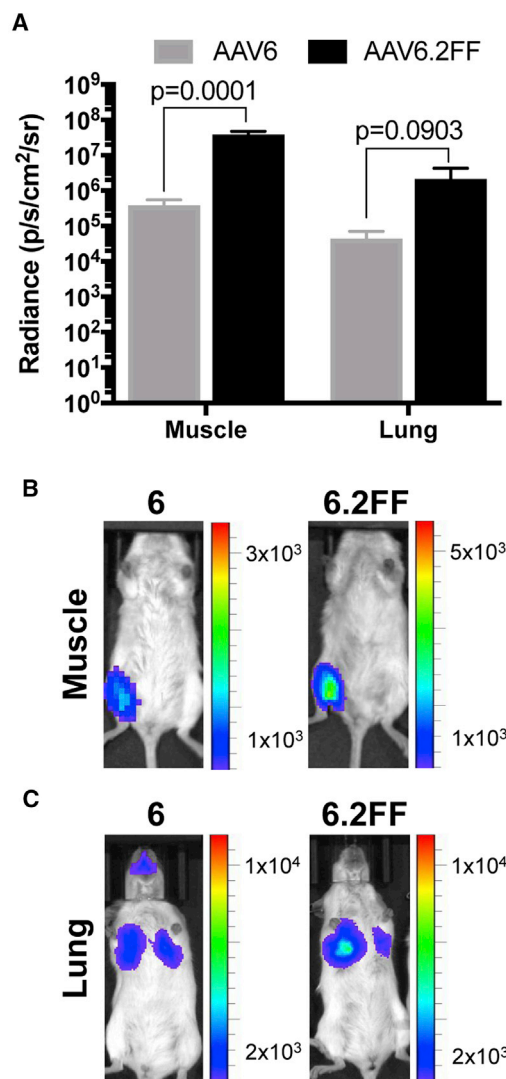 A
AAV6 AAV6.2FF
p=0.0001
p=0.0903
Radiance (p/s/cm²/sr)
10⁹
10⁸
10⁷
10⁶
10⁵
10⁴
10³
10²
10¹
10⁰
Muscle Lung
B
6 6.2FF
Muscle
3x10³
1x10³
5x10³
1x10³
C
6 6.2FF
Lung
1x10⁴
2x10³
1x10⁴
2x10³